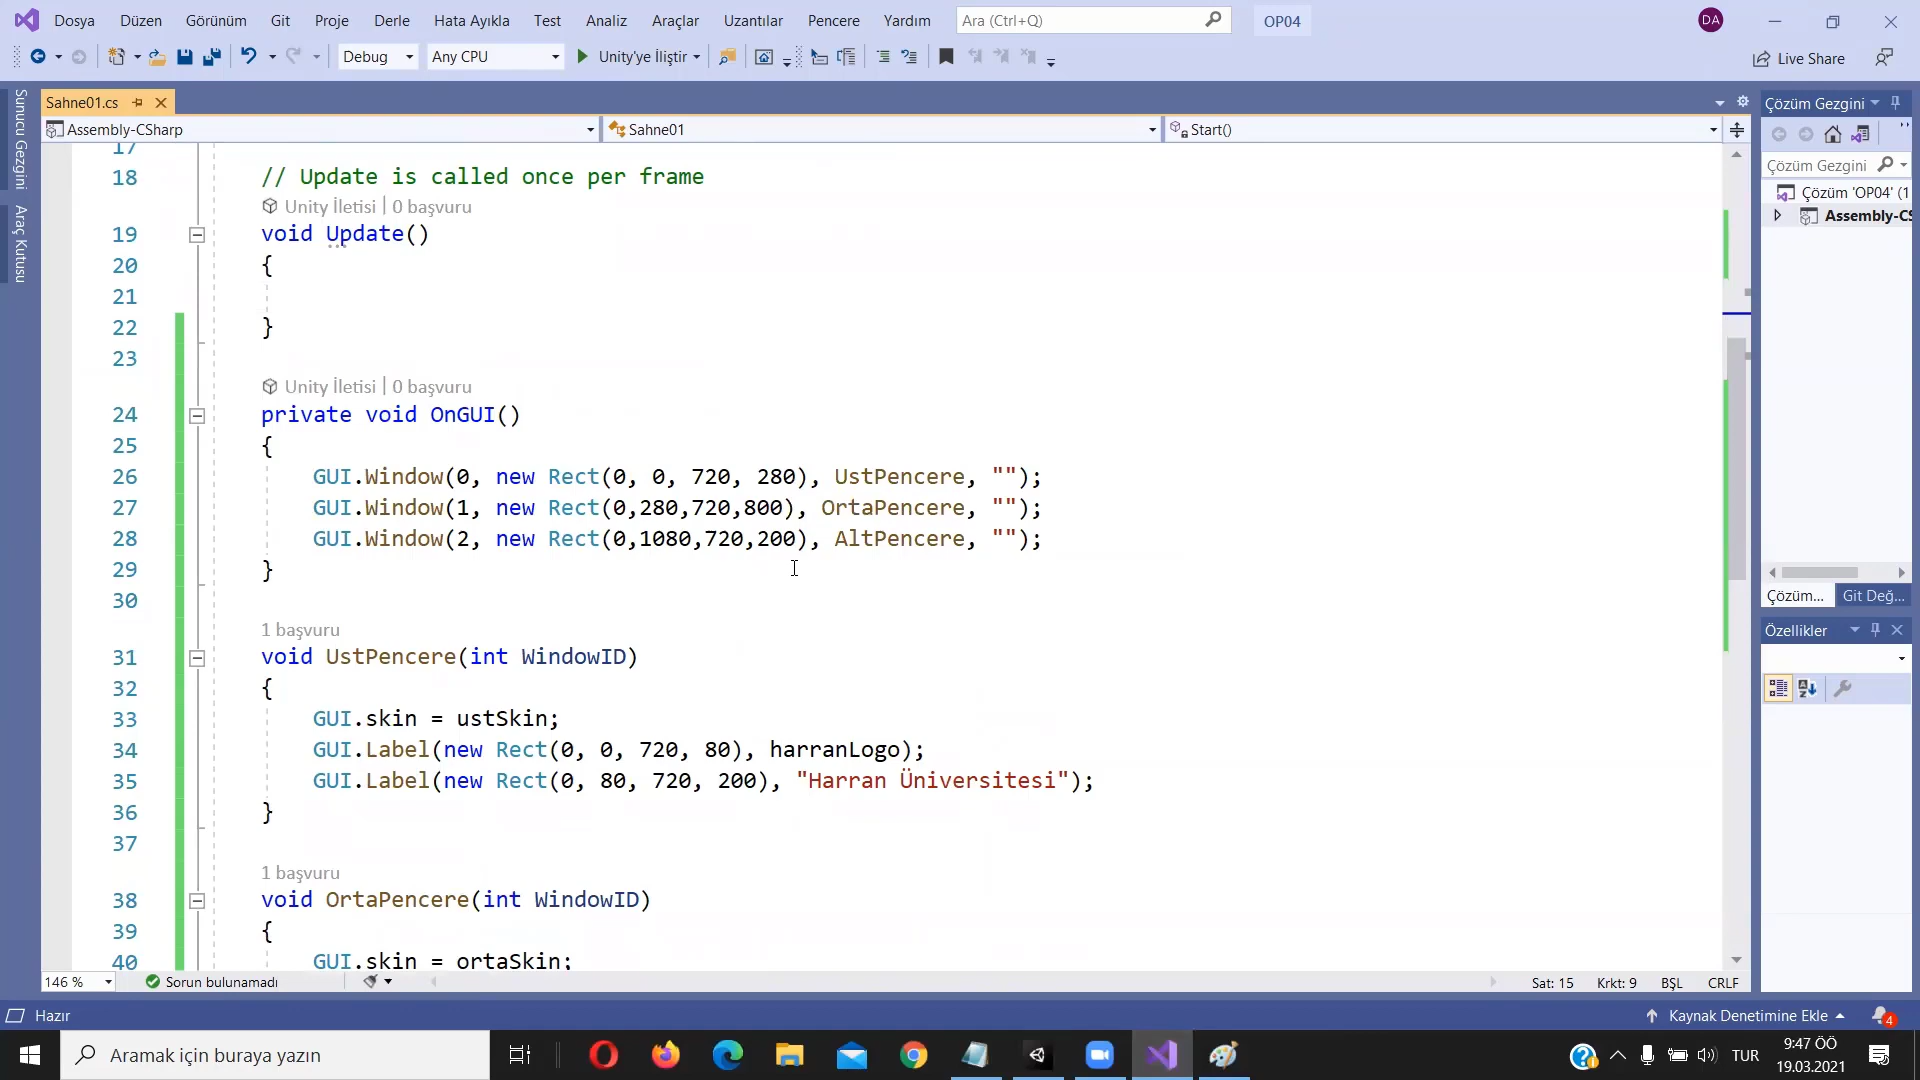 Dosya Düzen Görünüm Git Proje Derle Hata Ayıkla Test Analiz Araçlar Uzantılar Pencere Yardım Ara (Ctrl+Q) OP04 DA
Debug Any CPU Unity'ye İliştir Live Share
Sunucu Gezgini
Araç Kutusu
Sahne01.cs
Assembly-CSharp Sahne01 Start()
17
18 // Update is called once per frame
Unity İletisi | 0 başvuru
19 void Update()
20 {
21
22 }
23
Unity İletisi | 0 başvuru
24 private void OnGUI()
25 {
26 GUI.Window(0, new Rect(0, 0, 720, 280), UstPencere, "");
27 GUI.Window(1, new Rect(0,280,720,800), OrtaPencere, "");
28 GUI.Window(2, new Rect(0,1080,720,200), AltPencere, "");
29 }
30
1 başvuru
31 void UstPencere(int WindowID)
32 {
33 GUI.skin = ustSkin;
34 GUI.Label(new Rect(0, 0, 720, 80), harranLogo);
35 GUI.Label(new Rect(0, 80, 720, 200), "Harran Üniversitesi");
36 }
37
1 başvuru
38 void OrtaPencere(int WindowID)
39 {
40 GUI.skin = ortaSkin;
146 % Sorun bulunamadı Sat: 15 Krkt: 9 BŞL CRLF
Çözüm Gezgini
Çözüm Gezgini
Çözüm 'OP04' (1
Assembly-CS
Çözüm... Git Değ...
Özellikler
Hazır Kaynak Denetimine Ekle 4
Aramak için buraya yazın TUR 9:47 ÖÖ
19.03.2021